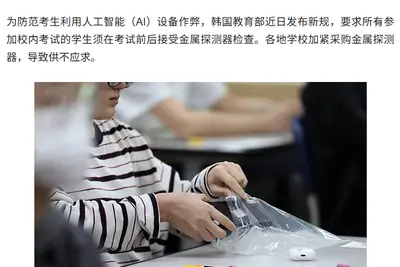 为防范考生利用人工智能（AI）设备作弊，韩国教育部近日发布新规，要求所有参
加校内考试的学生须在考试前后接受金属探测器检查。各地学校加紧采购金属探测
器，导致供不应求。